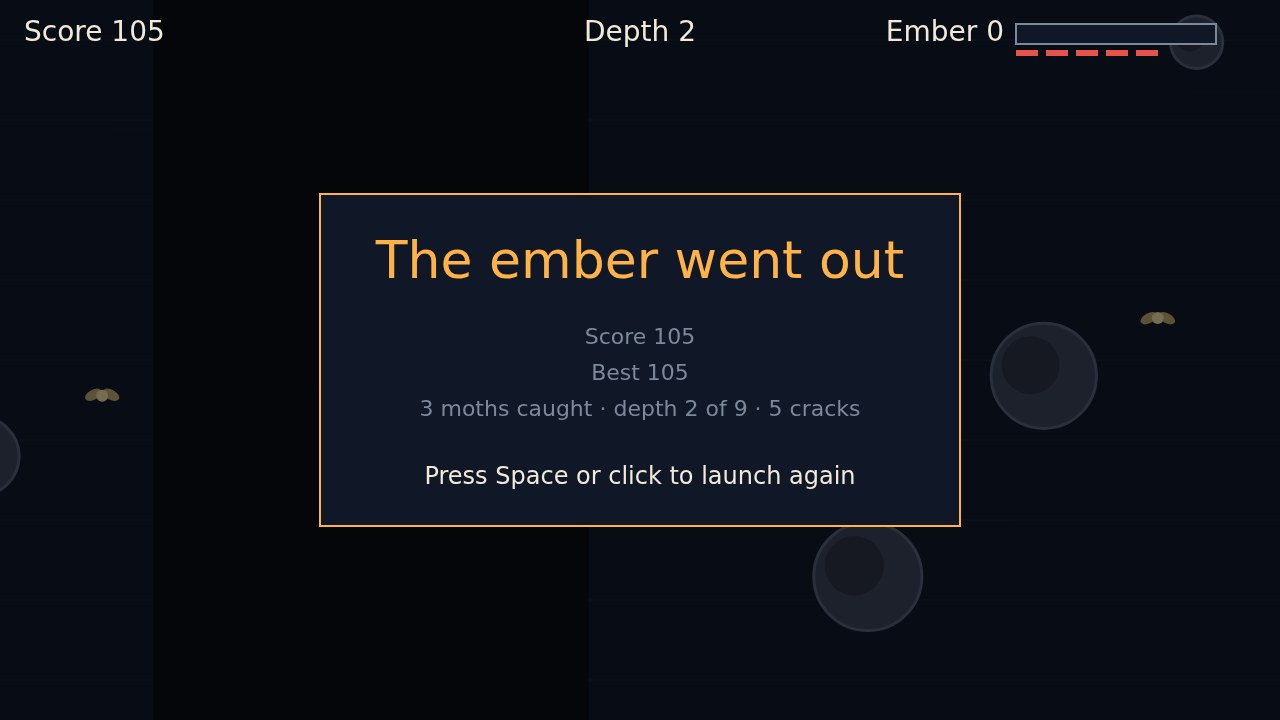 Score 105
Depth 2
Ember 0
The ember went out
Score 105
Best 105
3 moths caught · depth 2 of 9 · 5 cracks
Press Space or click to launch again